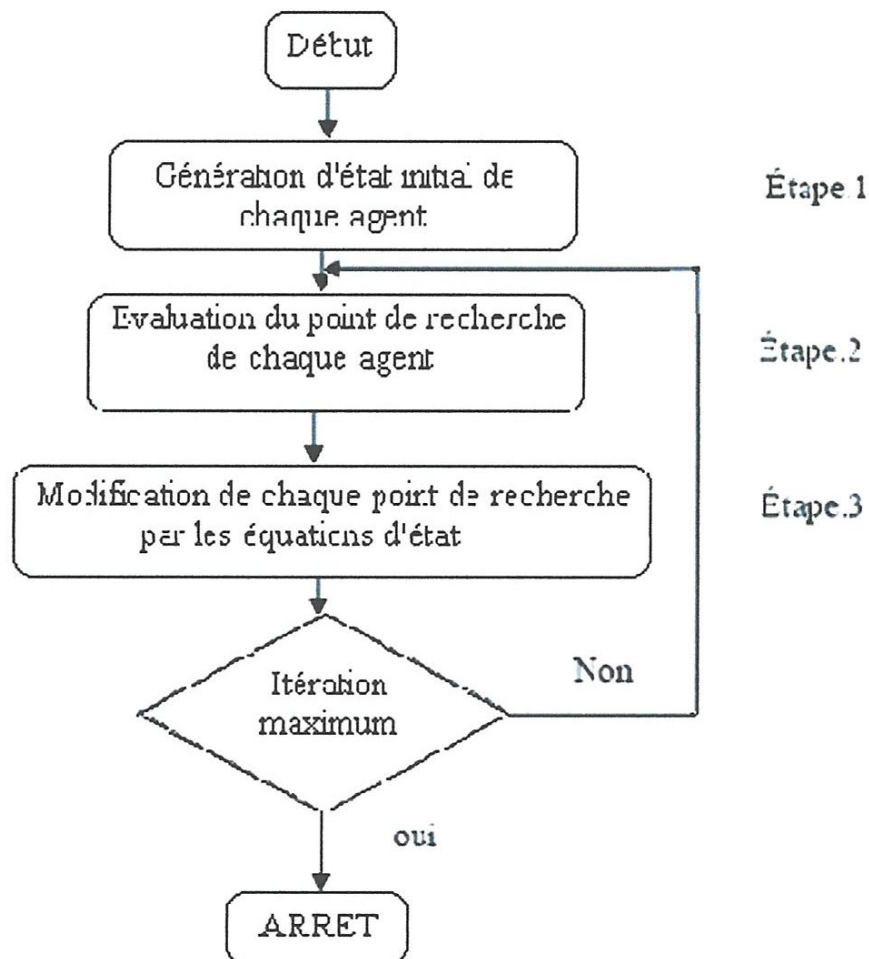 Début
Génération d'état initial de
chaque agent
Étape.1
Evaluation du point de recherche
de chaque agent
Étape.2
Modification de chaque point de recherche
par les équations d'état
Étape.3
Itération
maximum
Non
oui
ARRET